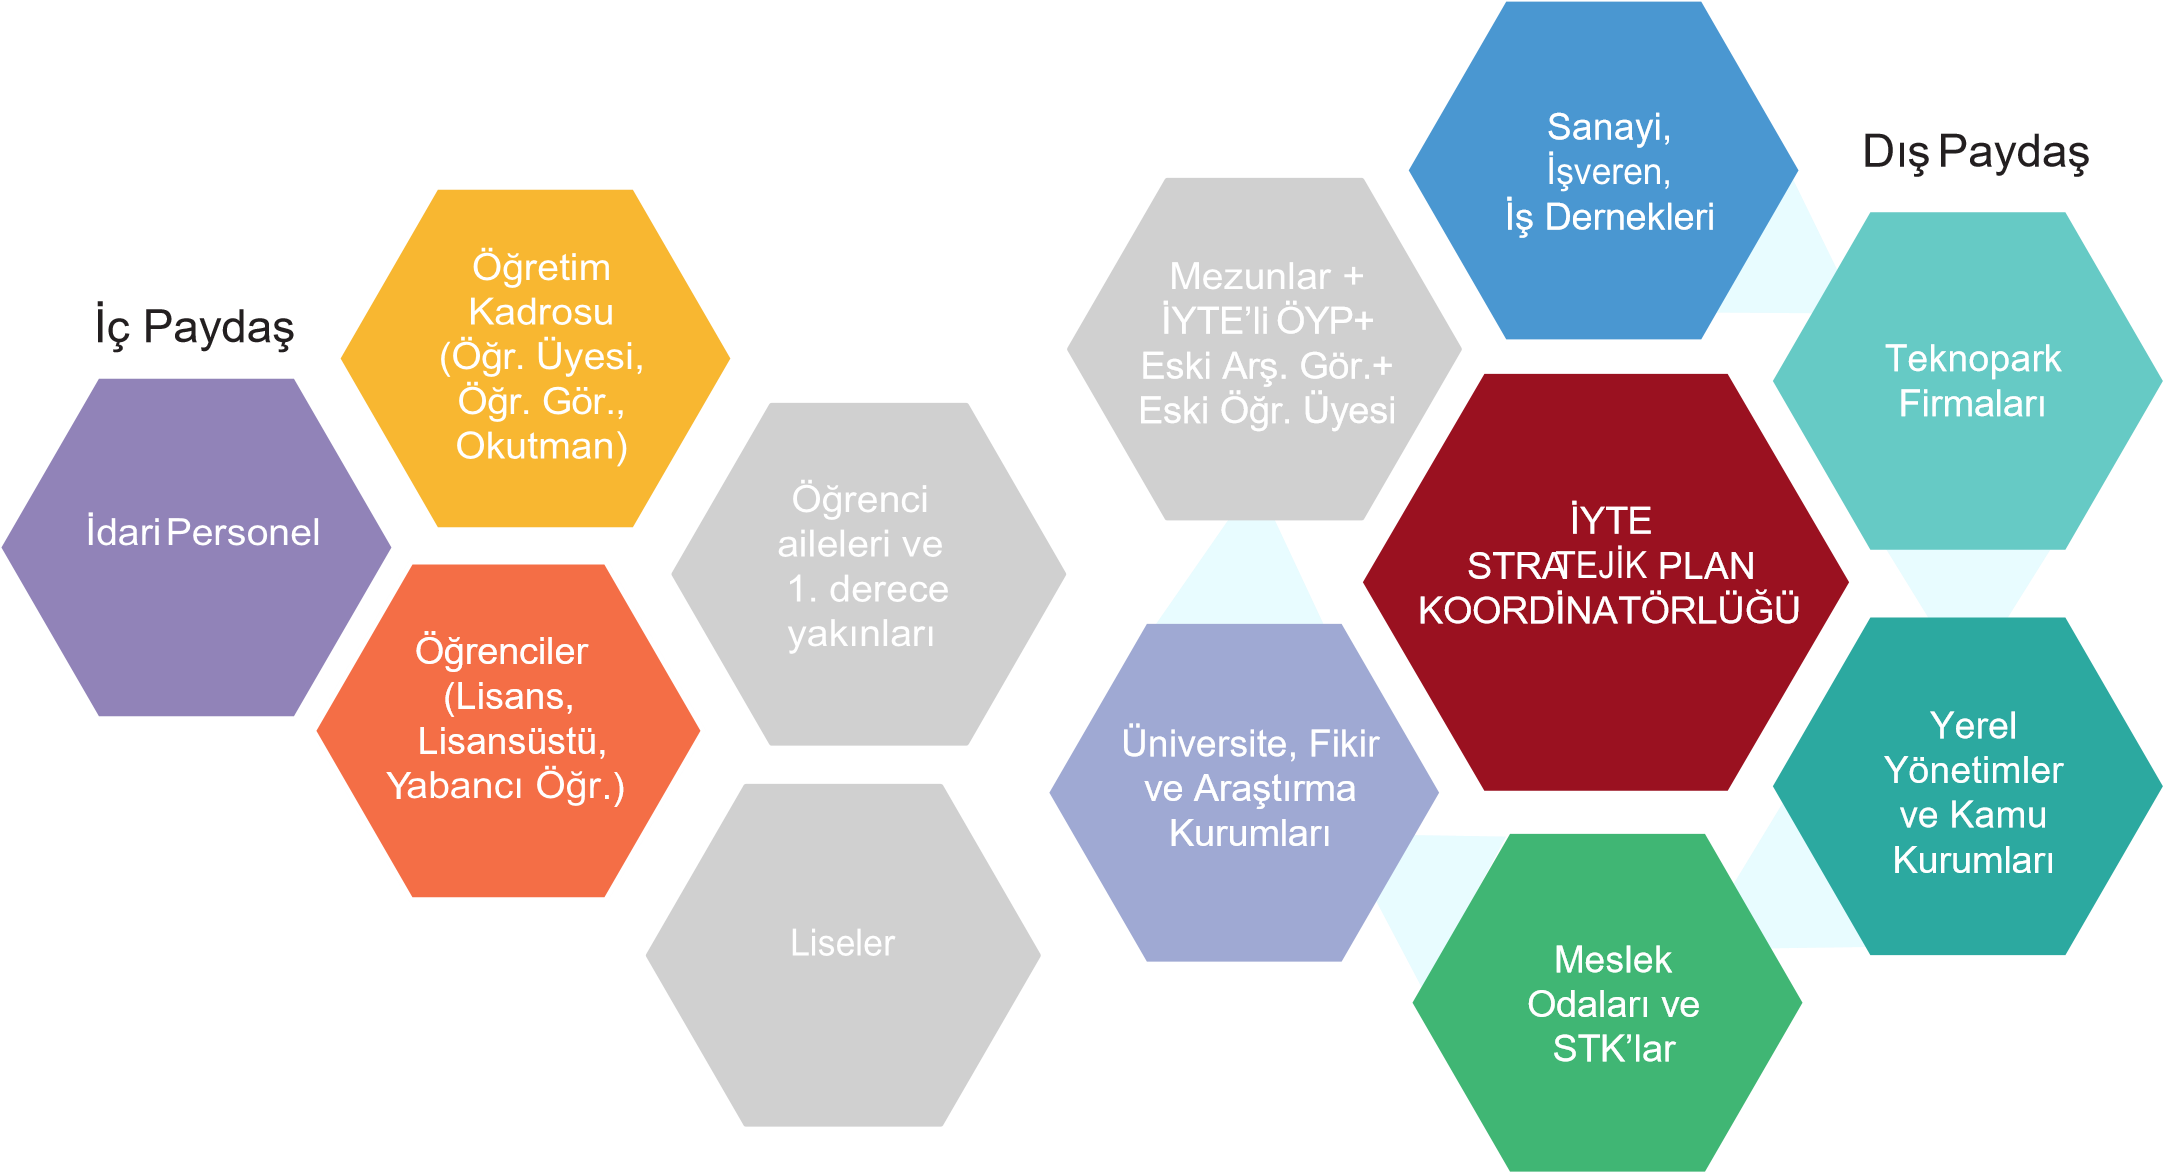 İç Paydaş
İdari Personel
Öğretim
Kadrosu
(Öğr. Üyesi,
Öğr. Gör.,
Okutman)
Öğrenciler
(Lisans,
Lisansüstü,
Yabancı Öğr.)
Öğrenci
aileleri ve
1. derece
yakınları
Liseler
Mezunlar +
İYTE’li ÖYP+
Eski Arş. Gör.+
Eski Öğr. Üyesi
Üniversite, Fikir
ve Araştırma
Kurumları
Sanayi,
İşveren,
İş Dernekleri
İYTE
STRATEJİK PLAN
KOORDİNATÖRLÜĞÜ
Meslek
Odaları ve
STK’lar
Dış Paydaş
Teknopark
Firmaları
Yerel
Yönetimler
ve Kamu
Kurumları